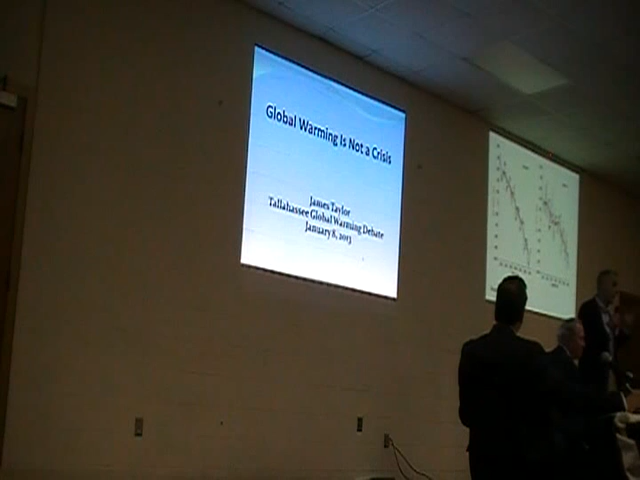 Global Warming Is Not a Crisis
James Taylor
Tallahassee Global Warming Debate
January 8, 2013